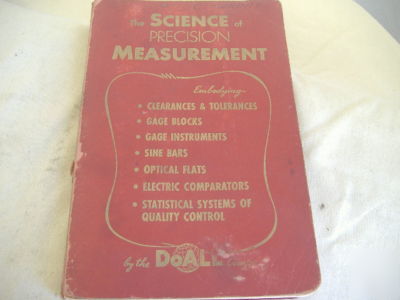 The SCIENCE of
PRECISION
MEASUREMENT
Embodying-
• CLEARANCES & TOLERANCES
• GAGE BLOCKS
• GAGE INSTRUMENTS
• SINE BARS
• OPTICAL FLATS
• ELECTRIC COMPARATORS
• STATISTICAL SYSTEMS OF
QUALITY CONTROL
by the DoALL